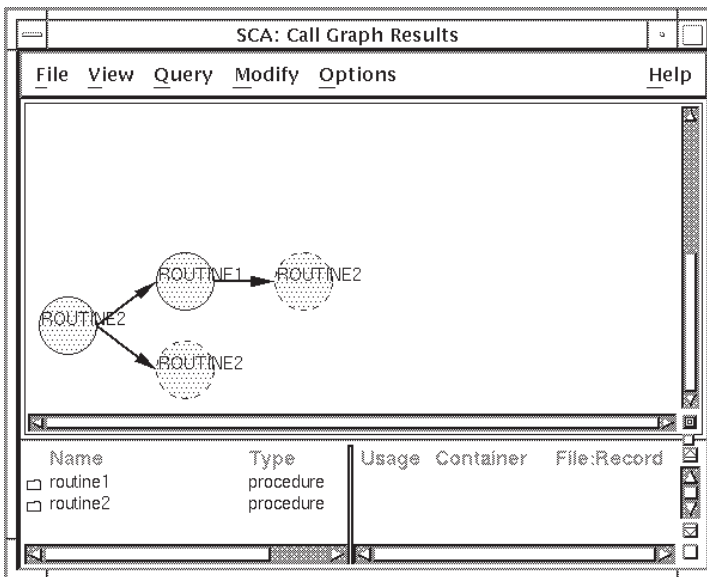 SCA: Call Graph Results
File View Query Modify Options Help
ROUTINE1 ROUTINE2
ROUTINE2
ROUTINE2
Name Type Usage Container File:Record
routine1 procedure
routine2 procedure